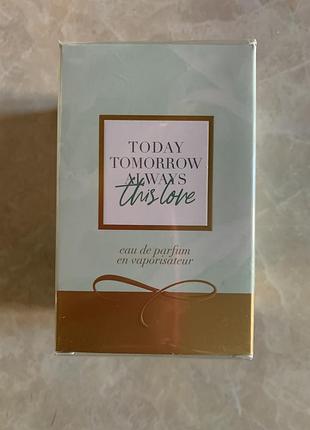 TODAY
TOMORROW
ALWAYS
this love
eau de parfum
en vaporisateur